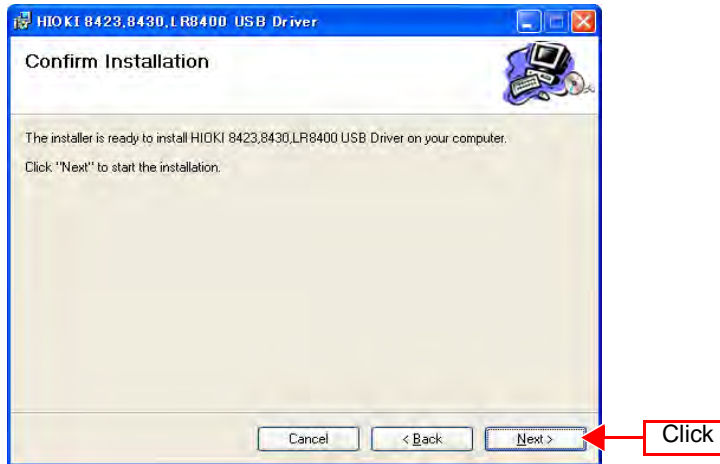 HIOKI 8423,8430,LR8400 USB Driver
Confirm Installation
The installer is ready to install HIOKI 8423,8430,LR8400 USB Driver on your computer.
Click "Next" to start the installation.
Cancel
< Back
Next >
Click